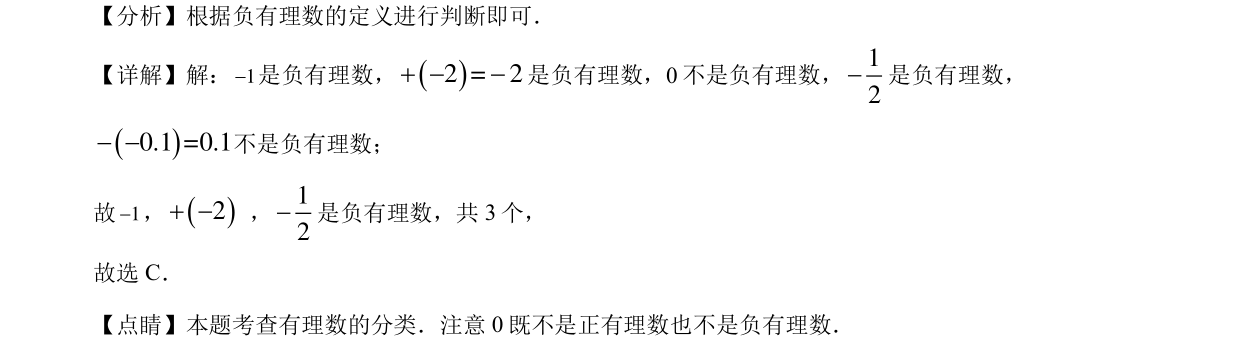 【分析】根据负有理数的定义进行判断即可．
【详解】解：−1是负有理数，+(−2)=−2是负有理数，0 不是负有理数，−1/2 是负有理数，
−(−0.1)=0.1不是负有理数；
故−1，+(−2)，−1/2 是负有理数，共 3 个，
故选 C．
【点睛】本题考查有理数的分类．注意 0 既不是正有理数也不是负有理数．